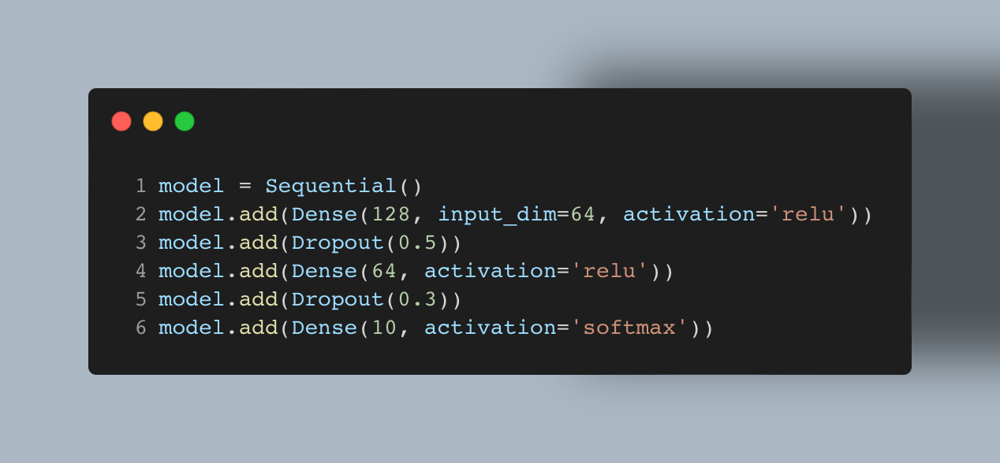 1 model = Sequential()
2 model.add(Dense(128, input_dim=64, activation='relu'))
3 model.add(Dropout(0.5))
4 model.add(Dense(64, activation='relu'))
5 model.add(Dropout(0.3))
6 model.add(Dense(10, activation='softmax'))